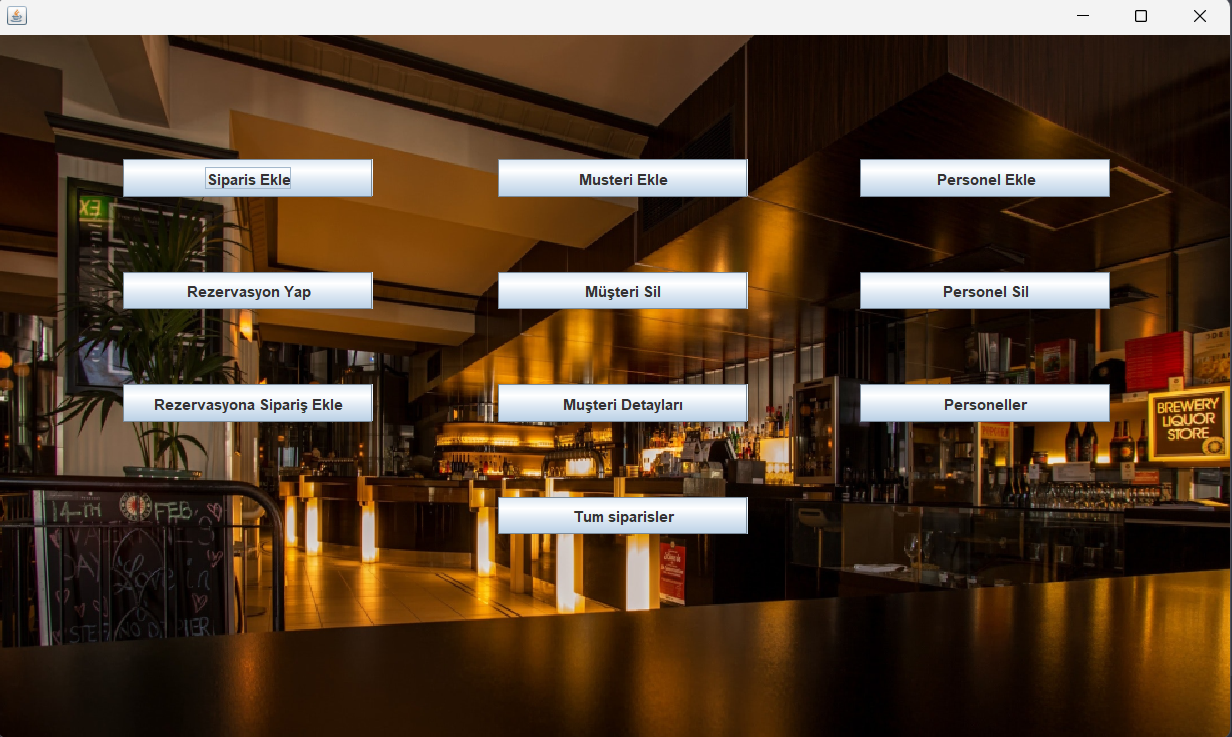 Siparis Ekle
Musteri Ekle
Personel Ekle
Rezervasyon Yap
Müşteri Sil
Personel Sil
Rezervasyona Sipariş Ekle
Muşteri Detayları
Personeller
Tum siparisler
EX
BREWERY
LIQUOR
STORE
14TH FEB.